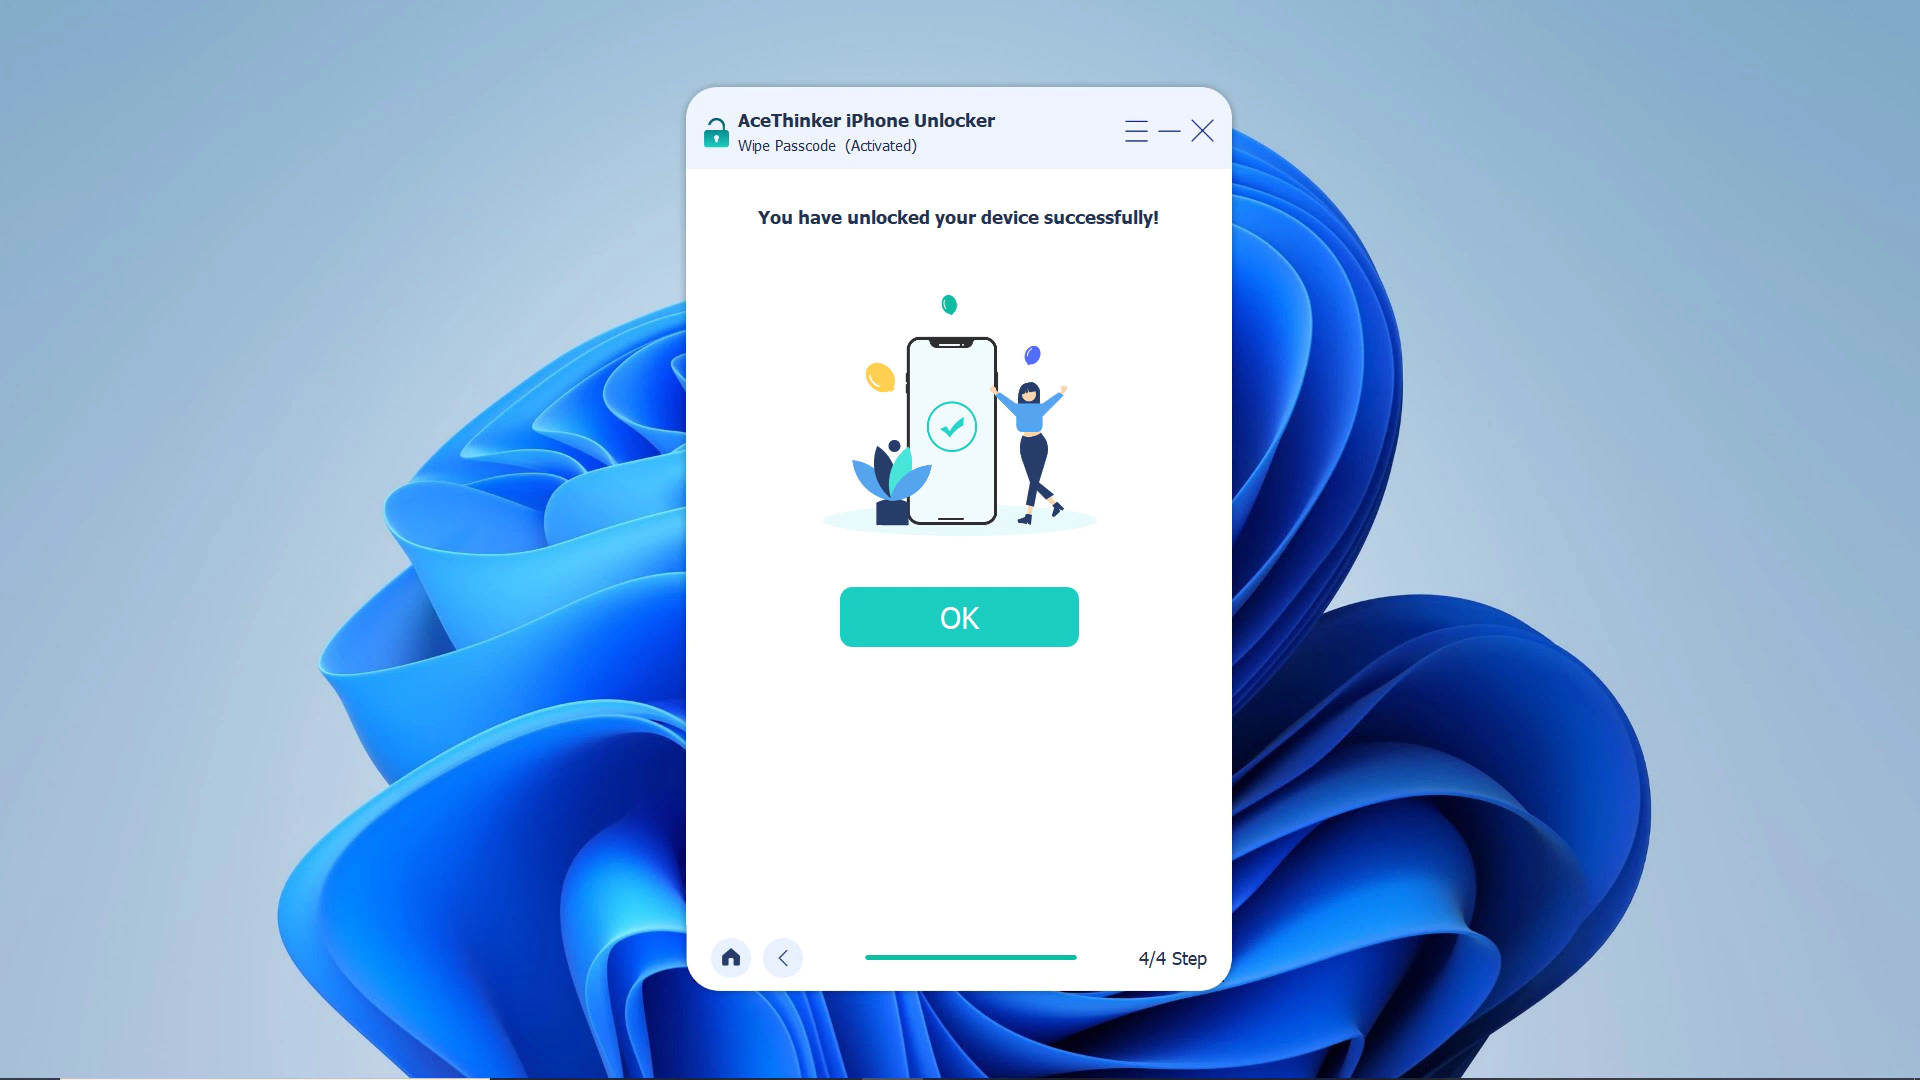 AceThinker iPhone Unlocker
Wipe Passcode (Activated)
You have unlocked your device successfully!
OK
4/4 Step